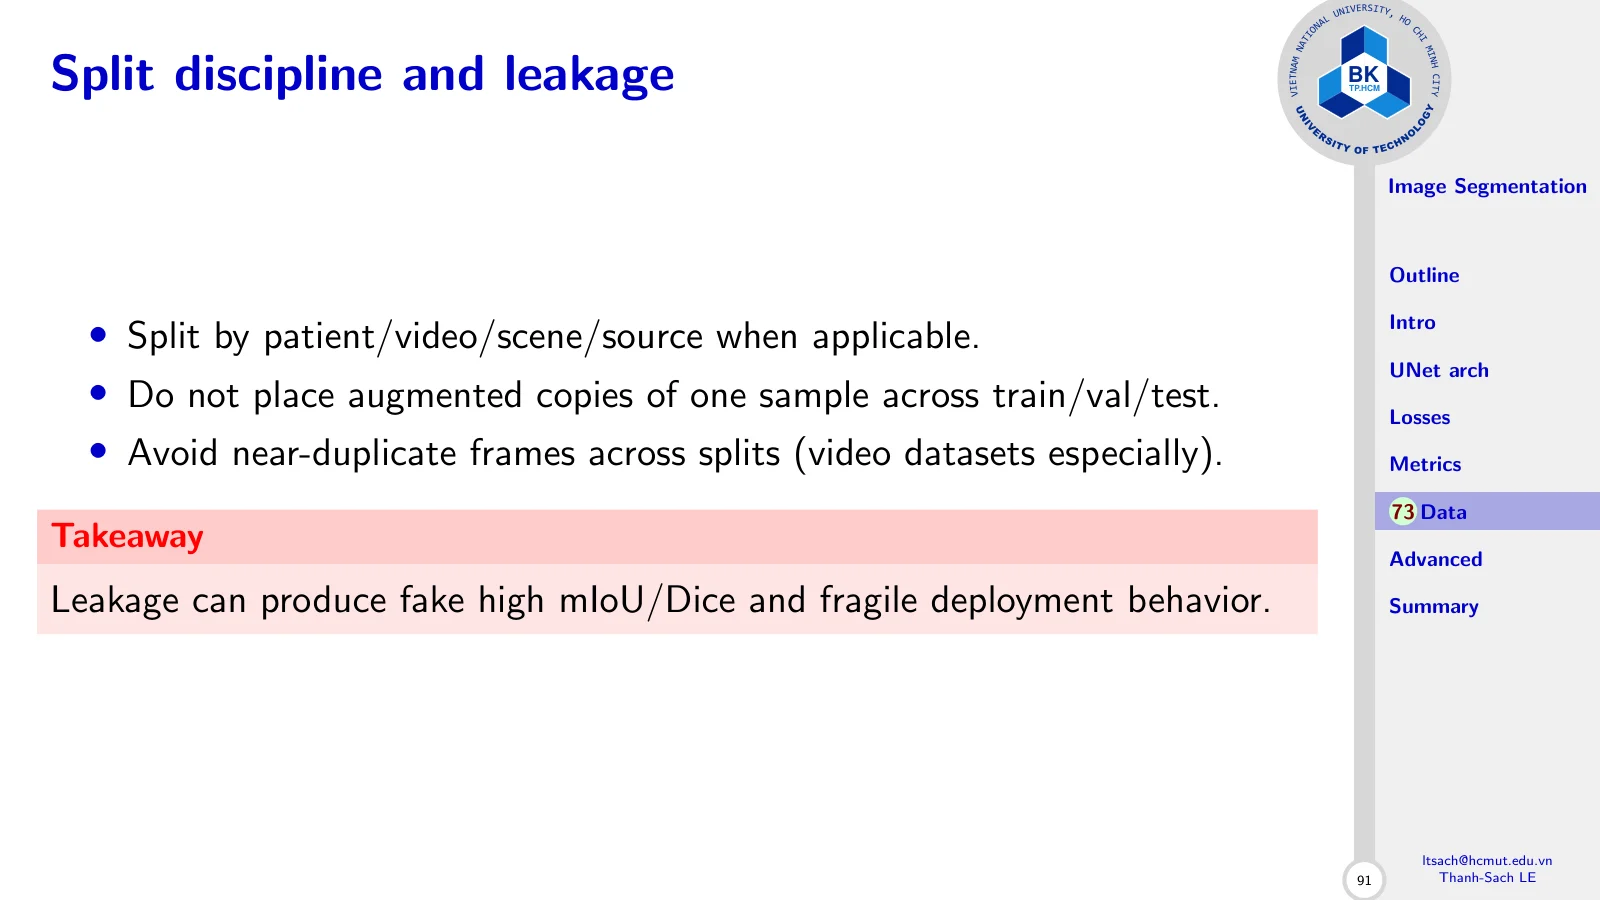 Split discipline and leakage
• Split by patient/video/scene/source when applicable.
• Do not place augmented copies of one sample across train/val/test.
• Avoid near-duplicate frames across splits (video datasets especially).
Takeaway
Leakage can produce fake high mIoU/Dice and fragile deployment behavior.
VIETNAM NATIONAL UNIVERSITY, HO CHI MINH CITY
BK
TP.HCM
UNIVERSITY OF TECHNOLOGY
Image Segmentation
Outline
Intro
UNet arch
Losses
Metrics
73 Data
Advanced
Summary
ltsach@hcmut.edu.vn
Thanh-Sach LE
91